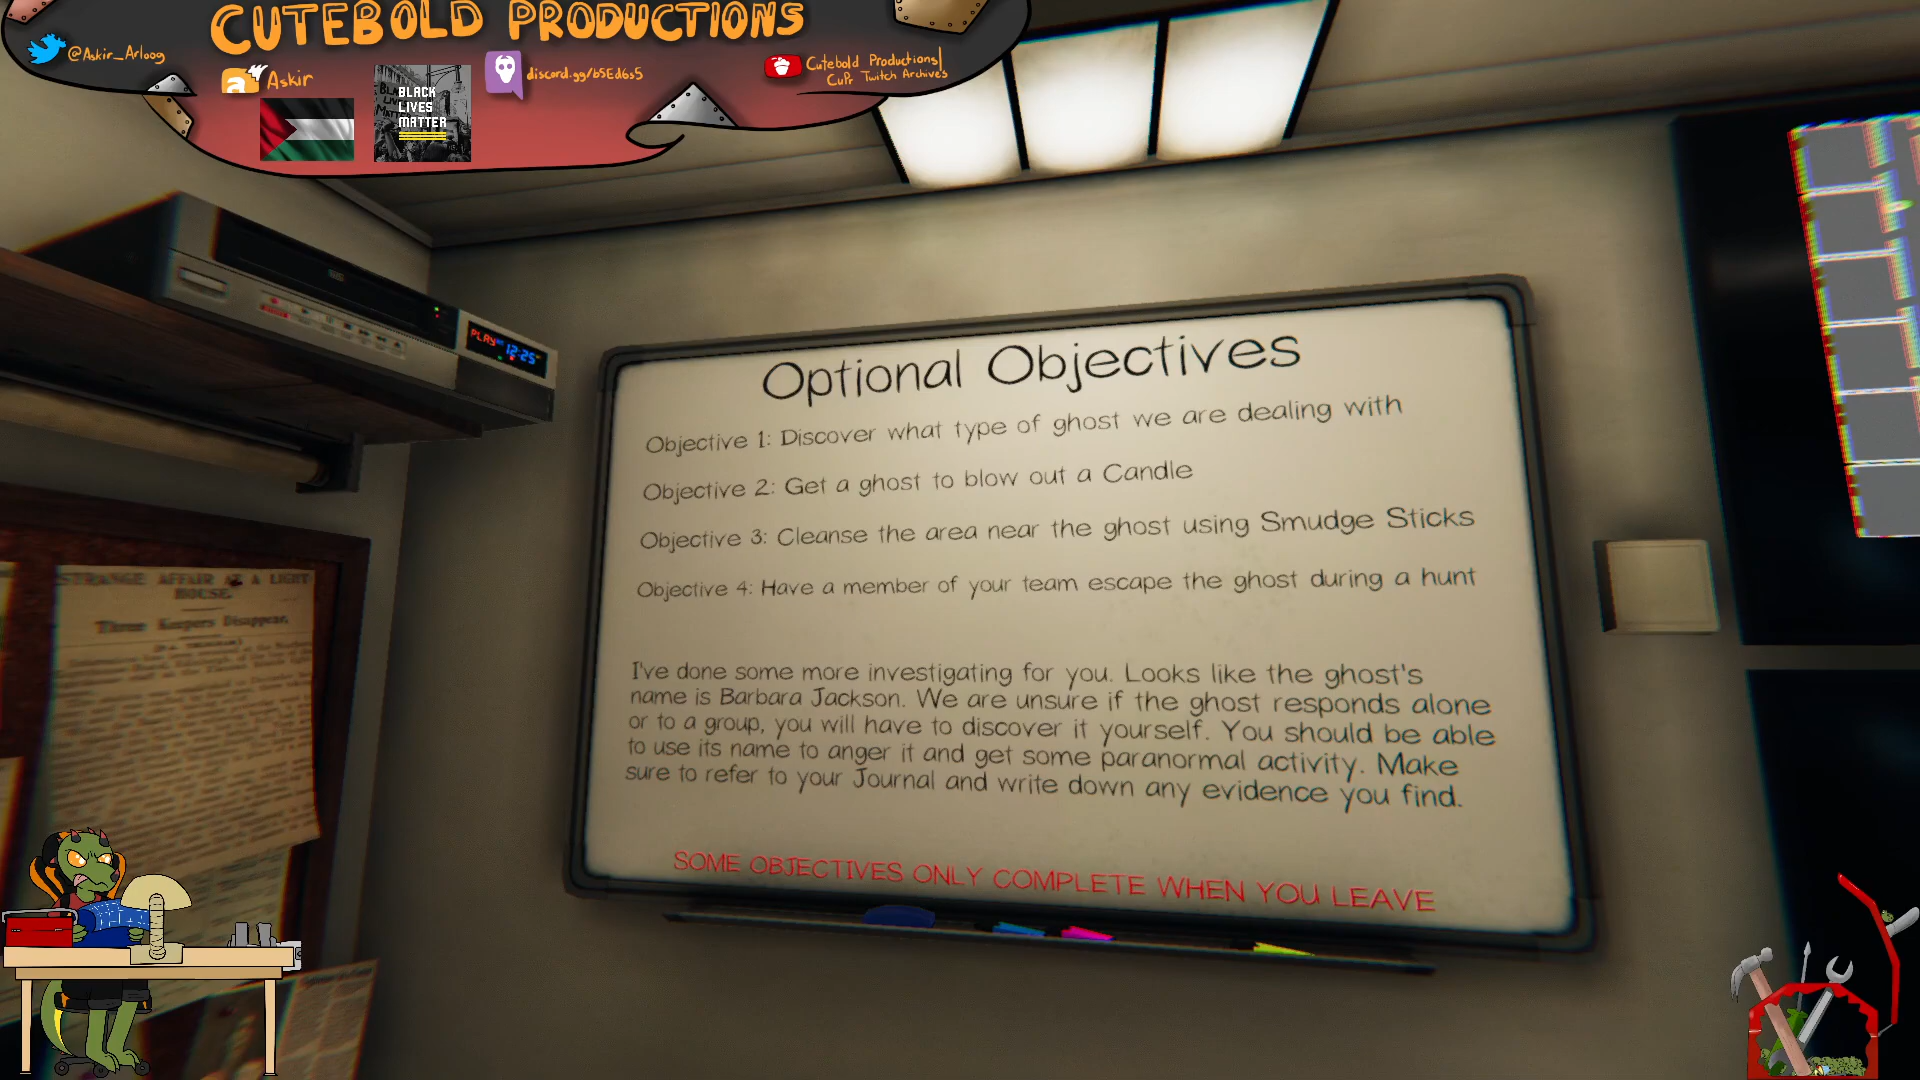 CUTEBOLD PRODUCTIONS
@Askir_Arloog
a Askir
discord.gg/b5Ed6s5
Cutebold Productions/
CuPr Twitch Archives
BLACK
LIVES
MATTER
PLAY 12:25
Optional Objectives
Objective 1: Discover what type of ghost we are dealing with
Objective 2: Get a ghost to blow out a Candle
Objective 3: Cleanse the area near the ghost using Smudge Sticks
Objective 4: Have a member of your team escape the ghost during a hunt
I've done some more investigating for you. Looks like the ghost's
name is Barbara Jackson. We are unsure if the ghost responds alone
or to a group, you will have to discover it yourself. You should be able
to use its name to anger it and get some paranormal activity. Make
sure to refer to your Journal and write down any evidence you find.
SOME OBJECTIVES ONLY COMPLETE WHEN YOU LEAVE
STRANGE AFFAIR AT A LIGHT
HOUSE.
Three Keepers Disappear.